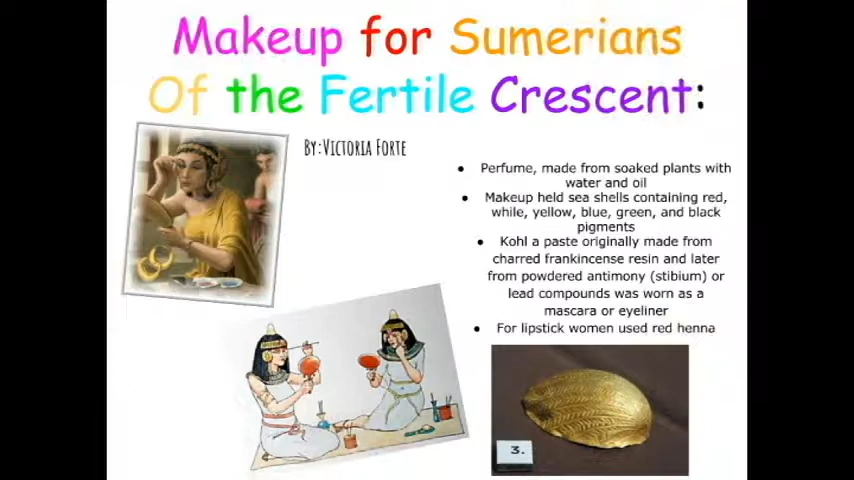 Makeup for Sumerians
Of the Fertile Crescent:
By:Victoria Forte
● Perfume, made from soaked plants with
water and oil
● Makeup held sea shells containing red,
while, yellow, blue, green, and black
pigments
● Kohl a paste originally made from
charred frankincense resin and later
from powdered antimony (stibium) or
lead compounds was worn as a
mascara or eyeliner
● For lipstick women used red henna
3.